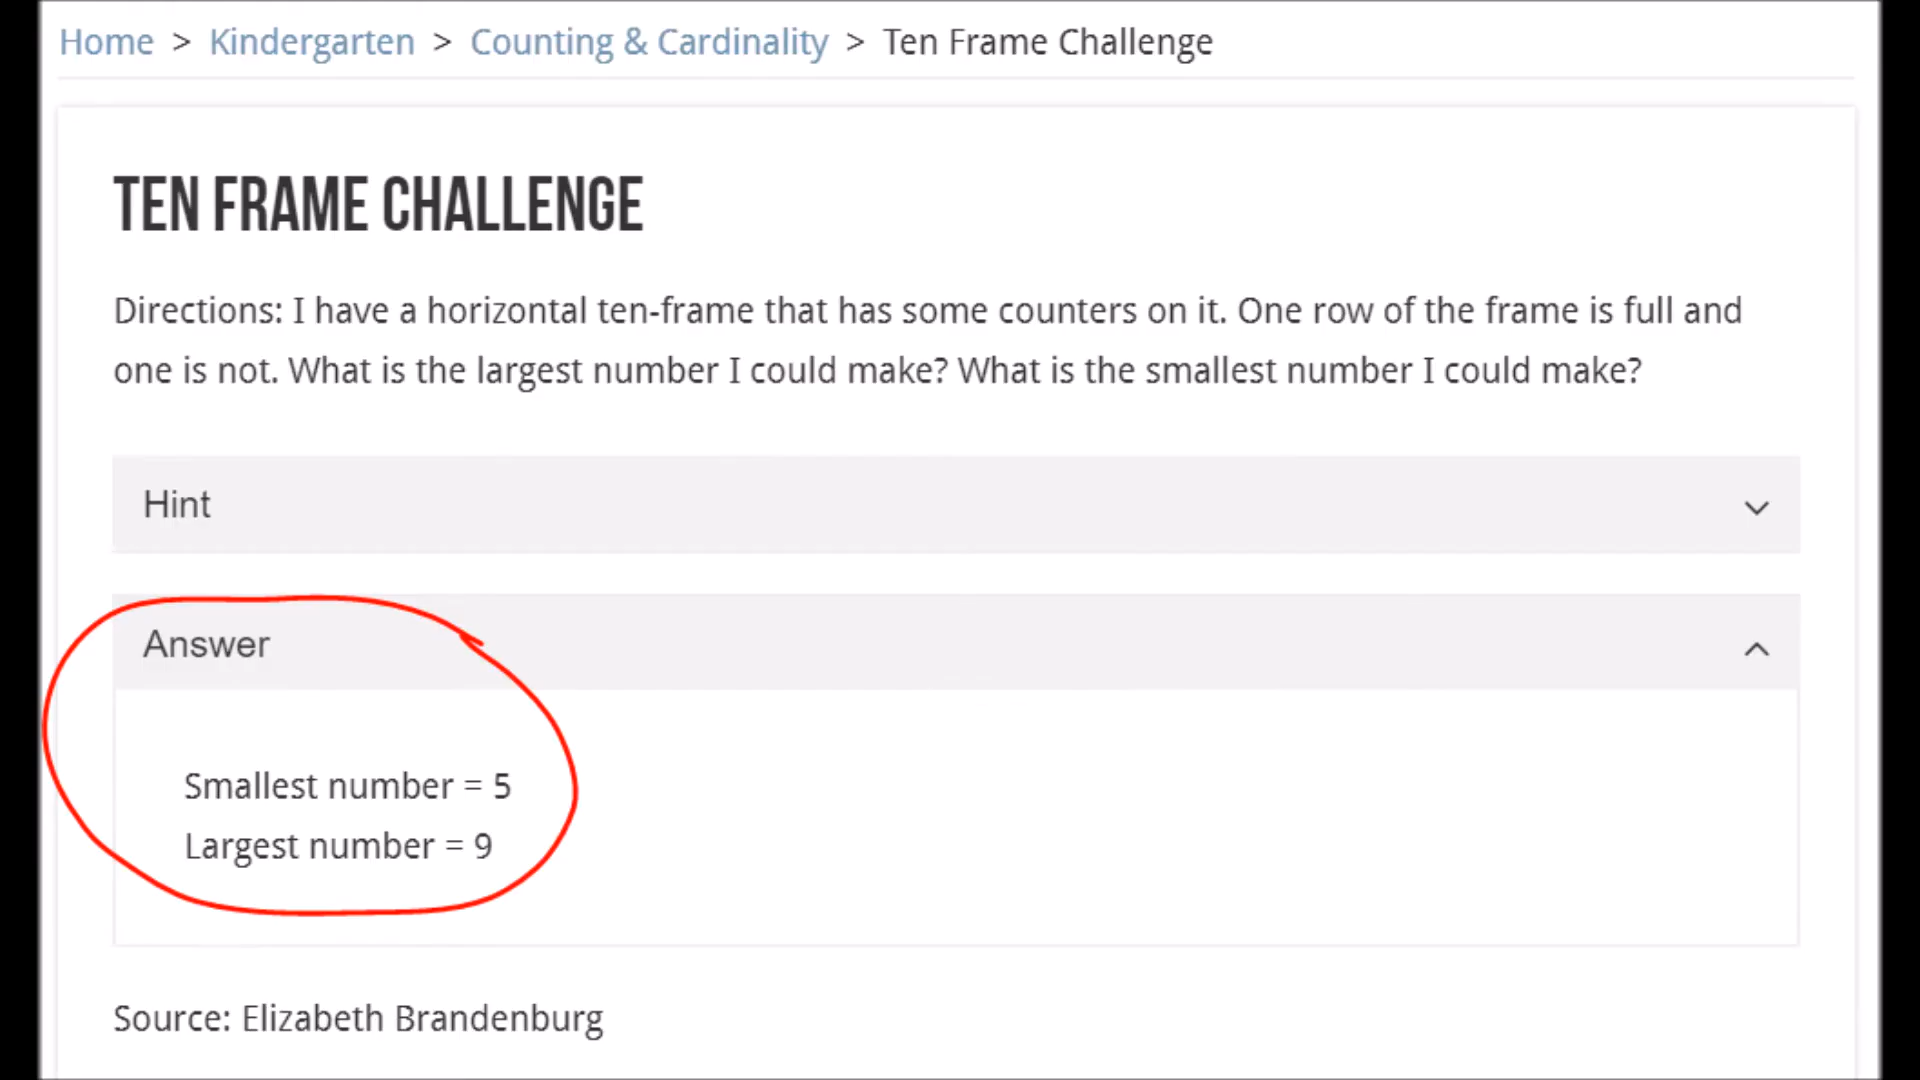 Home > Kindergarten > Counting & Cardinality > Ten Frame Challenge
TEN FRAME CHALLENGE
Directions: I have a horizontal ten-frame that has some counters on it. One row of the frame is full and
one is not. What is the largest number I could make? What is the smallest number I could make?
Hint
Answer
Smallest number = 5
Largest number = 9
Source: Elizabeth Brandenburg